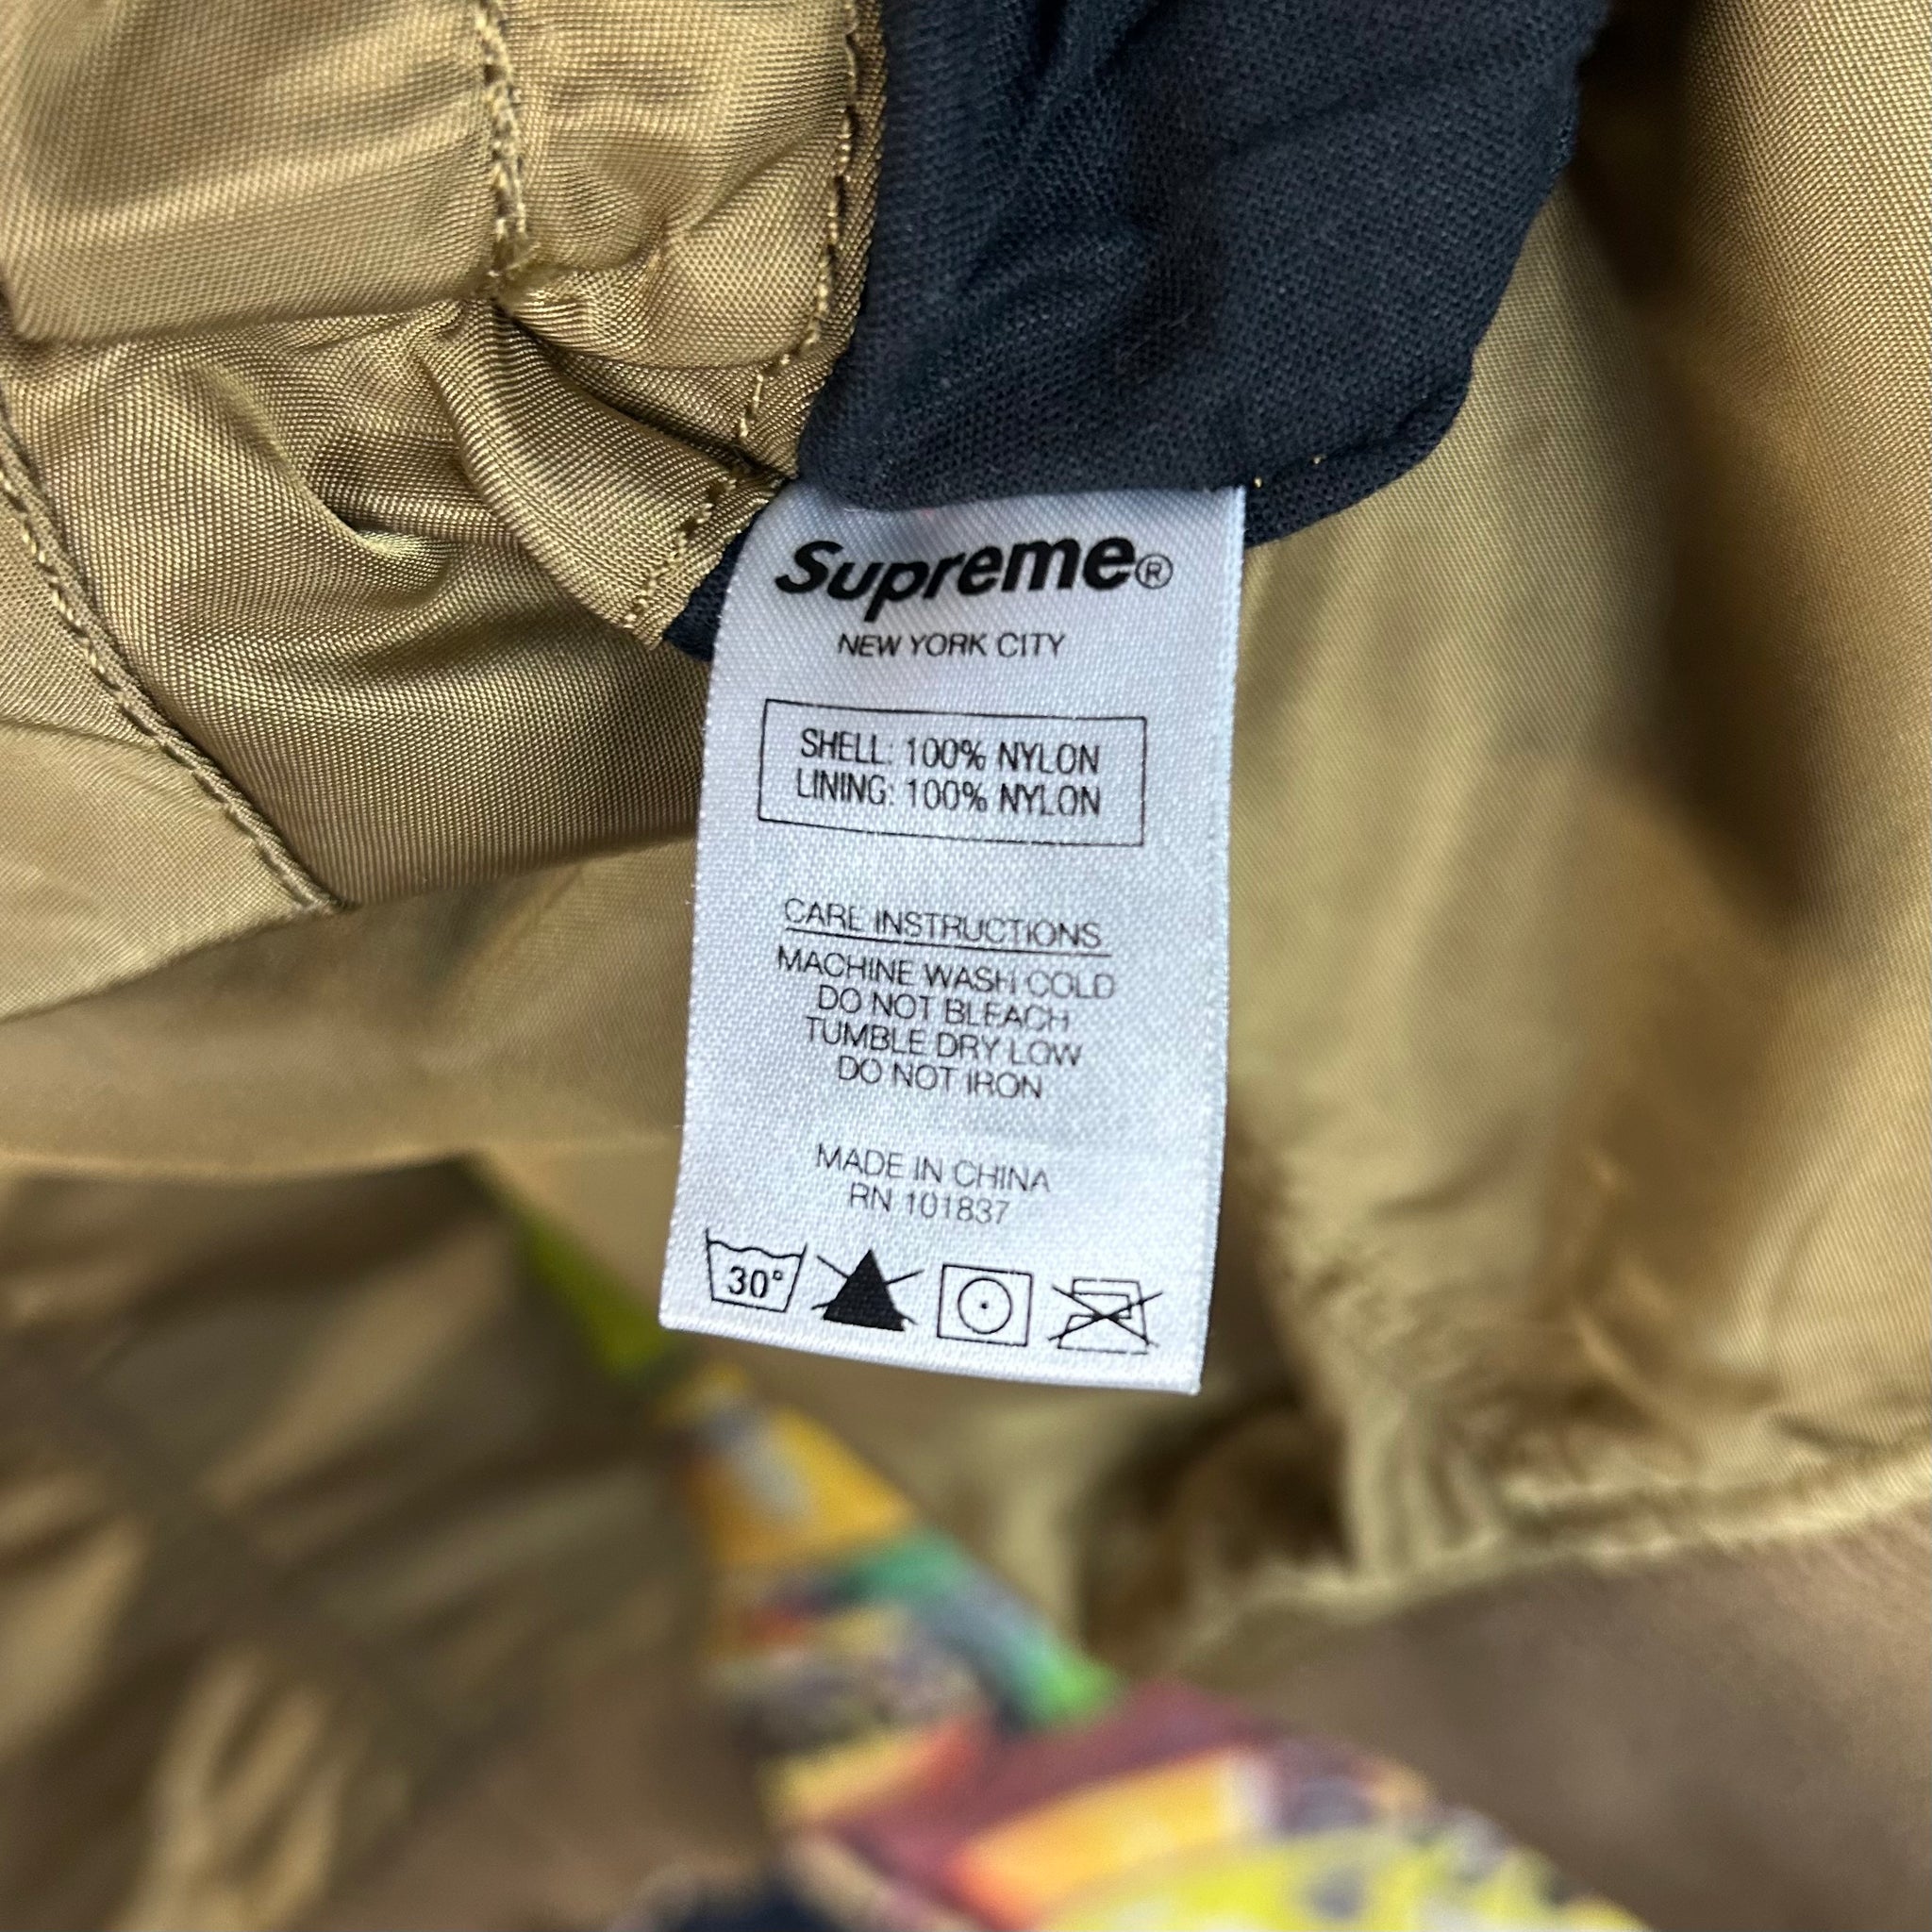 Supreme®
NEW YORK CITY
SHELL: 100% NYLON
LINING: 100% NYLON
CARE INSTRUCTIONS
MACHINE WASH COLD
DO NOT BLEACH
TUMBLE DRY LOW
DO NOT IRON
MADE IN CHINA
RN 101837
30°